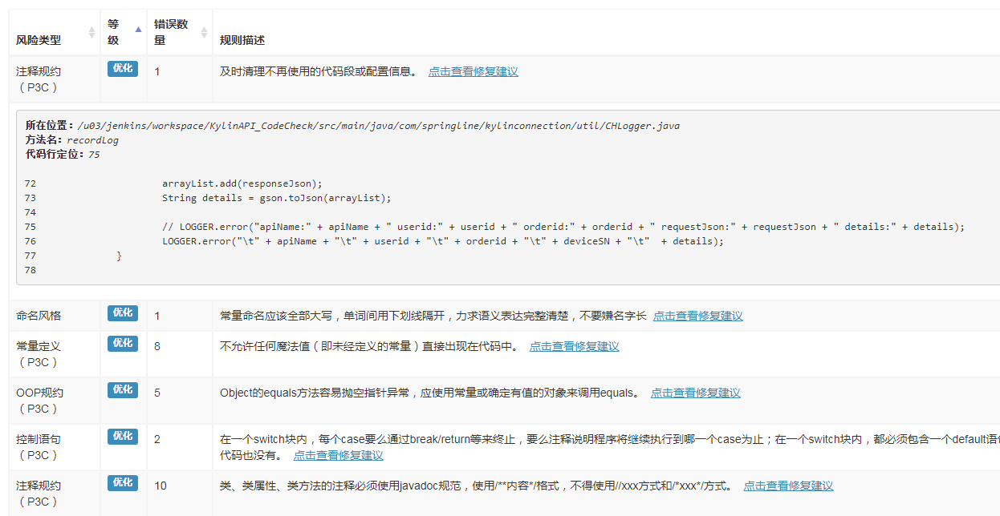 风险类型 等级 错误数量 规则描述
注释规约（P3C） 优化 1 及时清理不再使用的代码段或配置信息。 点击查看修复建议
所在位置：/u03/jenkins/workspace/KylinAPI_CodeCheck/src/main/java/com/springline/kylinconnection/util/CHLogger.java
方法名：recordLog
代码行定位：75
72 arrayList.add(responseJson);
73 String details = gson.toJson(arrayList);
74
75 // LOGGER.error("apiName:" + apiName + " userid:" + userid + " orderid:" + orderid + " requestJson:" + requestJson + " details:" + details);
76 LOGGER.error("\t" + apiName + "\t" + userid + "\t" + orderid + "\t" + deviceSN + "\t"  + details);
77 }
78
命名风格 优化 1 常量命名应该全部大写，单词间用下划线隔开，力求语义表达完整清楚，不要嫌名字长 点击查看修复建议
常量定义（P3C） 优化 8 不允许任何魔法值（即未经定义的常量）直接出现在代码中。 点击查看修复建议
OOP规约（P3C） 优化 5 Object的equals方法容易抛空指针异常，应使用常量或确定有值的对象来调用equals。 点击查看修复建议
控制语句（P3C） 优化 2 在一个switch块内，每个case要么通过break/return等来终止，要么注释说明程序将继续执行到哪一个case为止；在一个switch块内，都必须包含一个default语
代码也没有。 点击查看修复建议
注释规约（P3C） 优化 10 类、类属性、类方法的注释必须使用javadoc规范，使用/**内容*/格式，不得使用//xxx方式和/*xxx*/方式。 点击查看修复建议